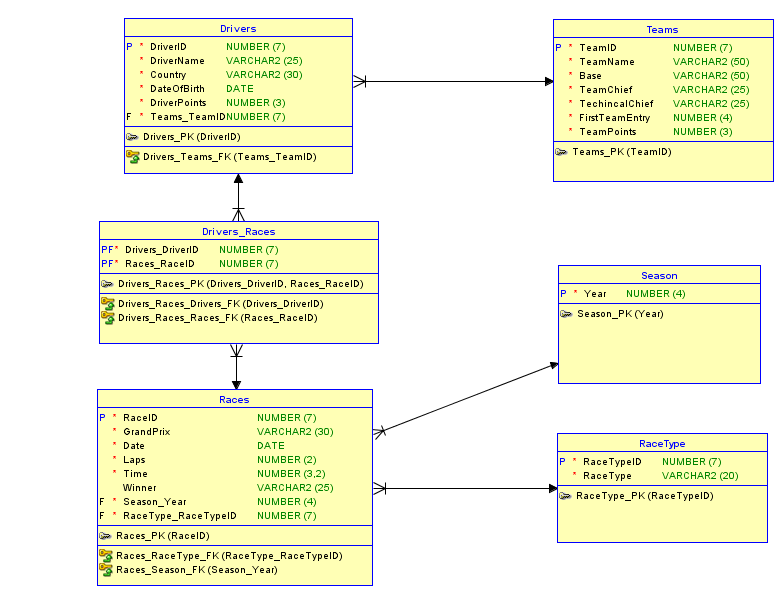 Drivers
P * DriverID NUMBER (7)
* DriverName VARCHAR2 (25)
* Country VARCHAR2 (30)
* DateOfBirth DATE
* DriverPoints NUMBER (3)
F * Teams_TeamID NUMBER (7)
Drivers_PK (DriverID)
Drivers_Teams_FK (Teams_TeamID)
Teams
P * TeamID NUMBER (7)
* TeamName VARCHAR2 (50)
* Base VARCHAR2 (50)
* TeamChief VARCHAR2 (25)
* TechincalChief VARCHAR2 (25)
* FirstTeamEntry NUMBER (4)
* TeamPoints NUMBER (3)
Teams_PK (TeamID)
Drivers_Races
PF* Drivers_DriverID NUMBER (7)
PF* Races_RaceID NUMBER (7)
Drivers_Races_PK (Drivers_DriverID, Races_RaceID)
Drivers_Races_Drivers_FK (Drivers_DriverID)
Drivers_Races_Races_FK (Races_RaceID)
Season
P * Year NUMBER (4)
Season_PK (Year)
Races
P * RaceID NUMBER (7)
* GrandPrix VARCHAR2 (30)
* Date DATE
* Laps NUMBER (2)
* Time NUMBER (3,2)
Winner VARCHAR2 (25)
F * Season_Year NUMBER (4)
F * RaceType_RaceTypeID NUMBER (7)
Races_PK (RaceID)
Races_RaceType_FK (RaceType_RaceTypeID)
Races_Season_FK (Season_Year)
RaceType
P * RaceTypeID NUMBER (7)
* RaceType VARCHAR2 (20)
RaceType_PK (RaceTypeID)